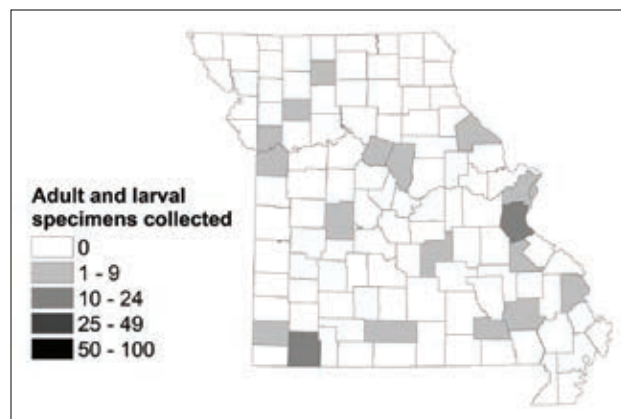 Adult and larval
specimens collected
0
1 - 9
10 - 24
25 - 49
50 - 100